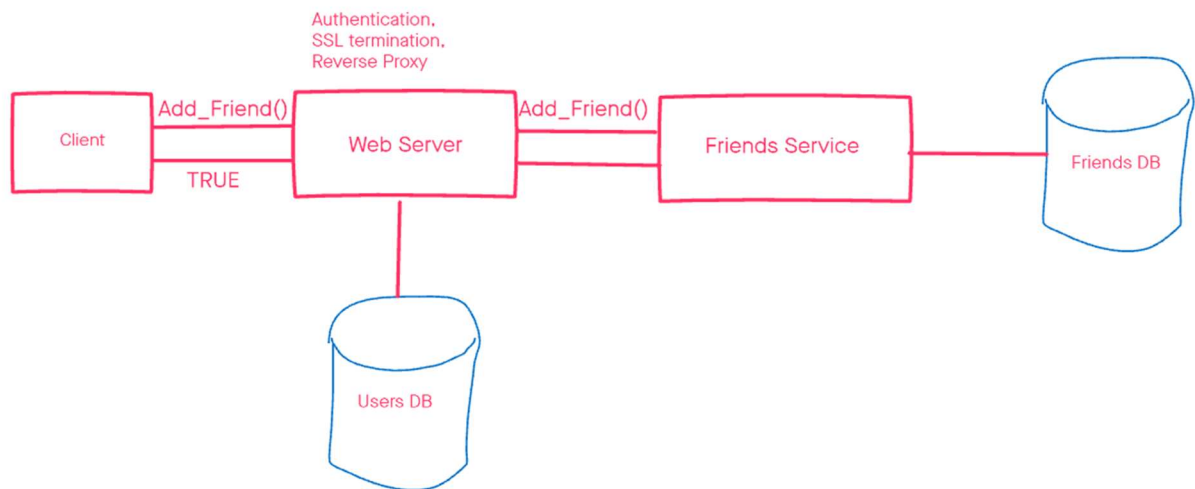 Authentication,
SSL termination,
Reverse Proxy
Client
Add_Friend()
TRUE
Web Server
Add_Friend()
Friends Service
Friends DB
Users DB